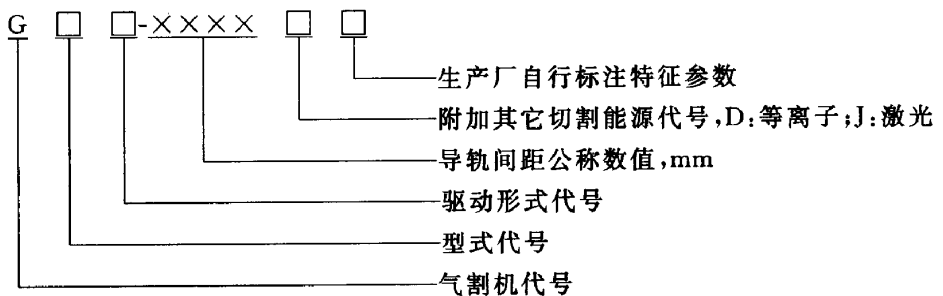 G □ □-×××× □ □
生产厂自行标注特征参数
附加其它切割能源代号,D:等离子;J:激光
导轨间距公称数值,mm
驱动形式代号
型式代号
气割机代号